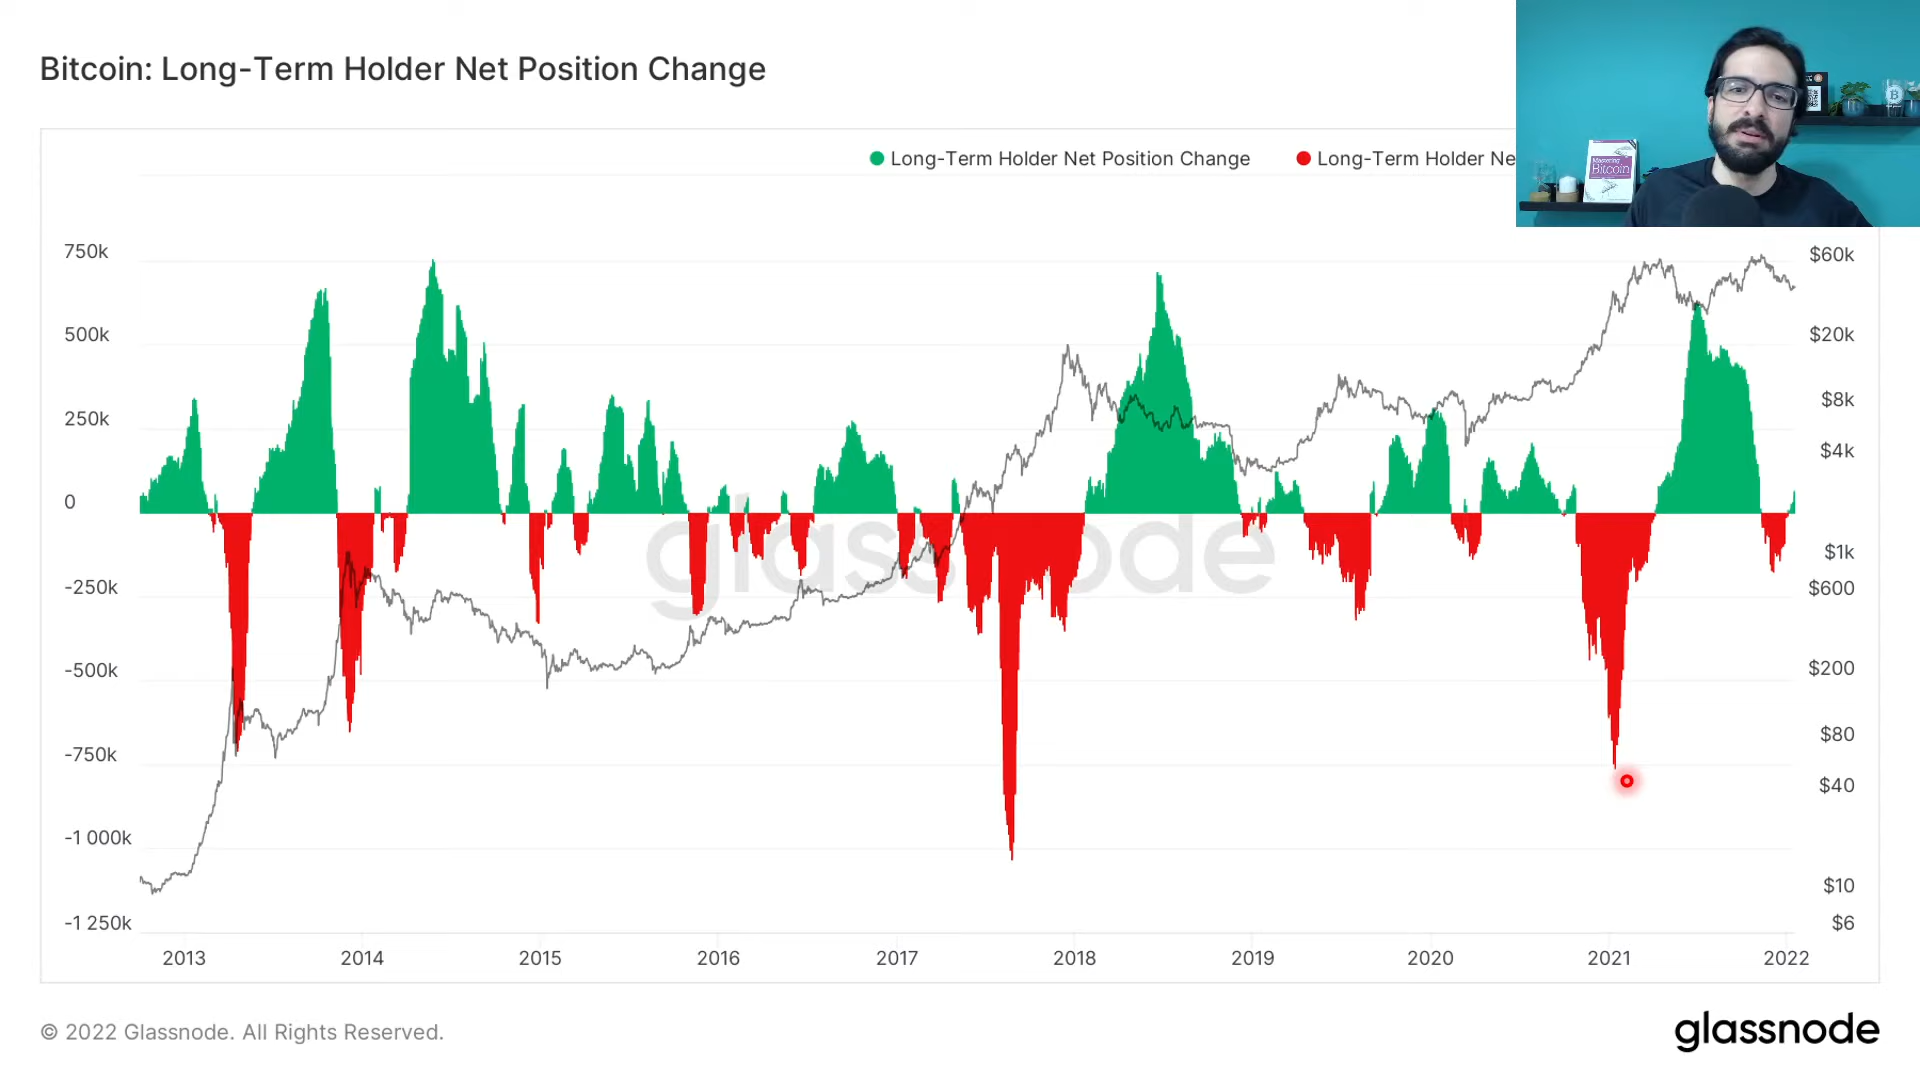 Bitcoin: Long-Term Holder Net Position Change
Long-Term Holder Net Position Change
Long-Term Holder Ne
Mastering
Bitcoin
750k
500k
250k
0
-250k
-500k
-750k
-1 000k
-1 250k
$60k
$20k
$8k
$4k
$1k
$600
$200
$80
$40
$10
$6
glassnode
2013 2014 2015 2016 2017 2018 2019 2020 2021 2022
© 2022 Glassnode. All Rights Reserved.
glassnode